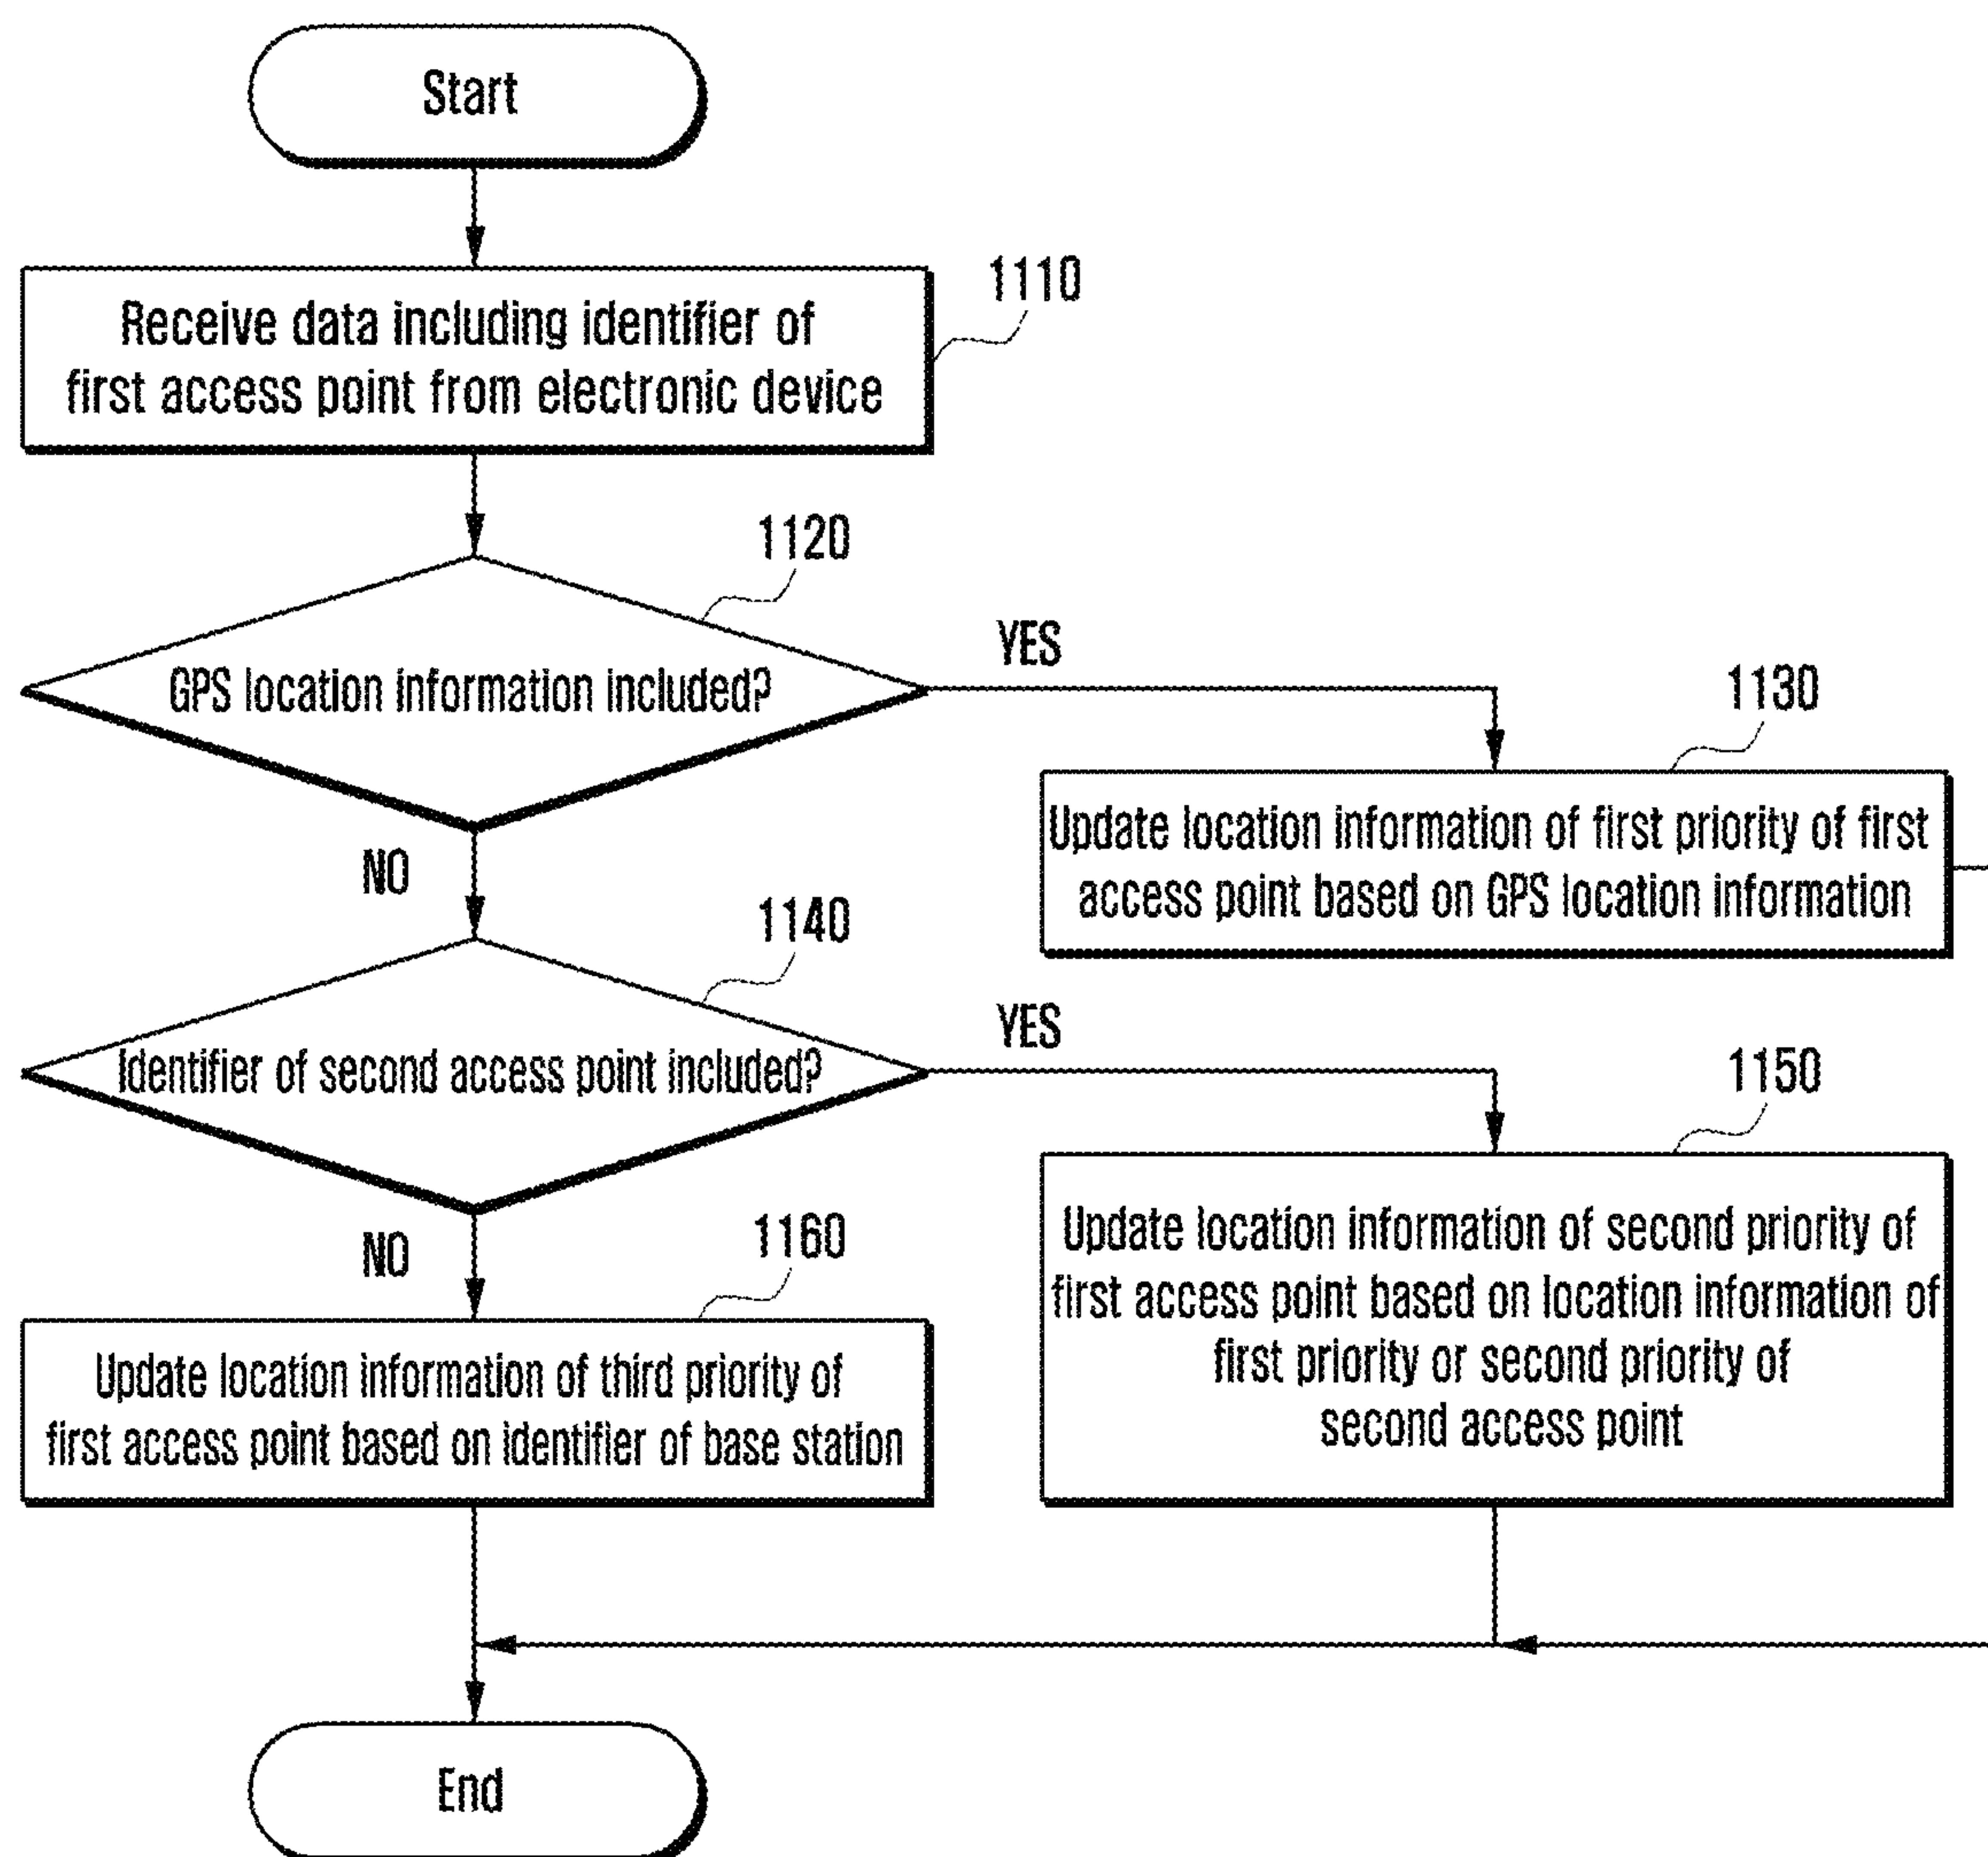 Start
1110
Receive data including identifier of
first access point from electronic device
1120
GPS location information included?
YES
1130
Update location information of first priority of first
access point based on GPS location information
NO
1140
Identifier of second access point included?
YES
1150
Update location information of second priority of
first access point based on location information of
first priority or second priority of
second access point
NO
1160
Update location information of third priority of
first access point based on identifier of base station
End